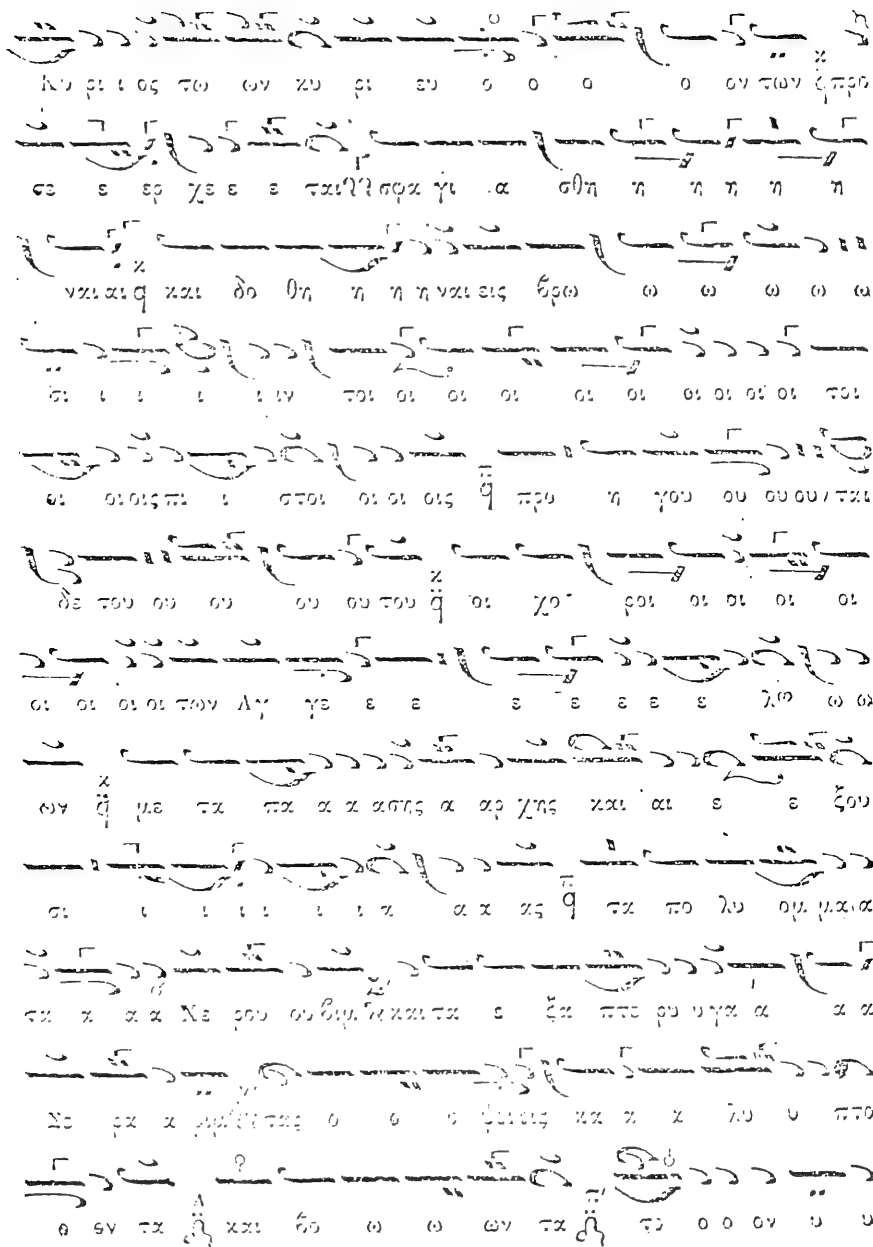 Κυ ρι ι ος τω ων κυ ρι ευ ο ο ο ο ον των προ
σε ε ερ χε ε ε ται σφα γι α σθη η η η η η
ναι αι και δο θη η η η ναι εις βρω ω ω ω ω ω
σι ι ι ι ι ιν τοι οι οι οι οι οι οι οι οι οι τοι
οι οι οις πι ι στοι οι οι οις προ η γου ου ου ου ται
δε του ου ου ου ου του οι χο ροι οι οι οι οι
οι οι οι οι των Αγ γε ε ε ε ε ε ε ε λω ω ω
ων με τα πα α α ασης α αρ χης και αι ε ε ξου
σι ι ι ι ι ι α α α ας τα πο λυ ομ μα α
τα α α α Χε ρου ου βιμ και τα ε ξα πτε ρυ υ γα α α α
Σε ρα α φιμ τας ο ο ο ψεις κα α α λυ υ πτο
ο εν τα και βο ω ω ων τα το ο ο ον υ υ